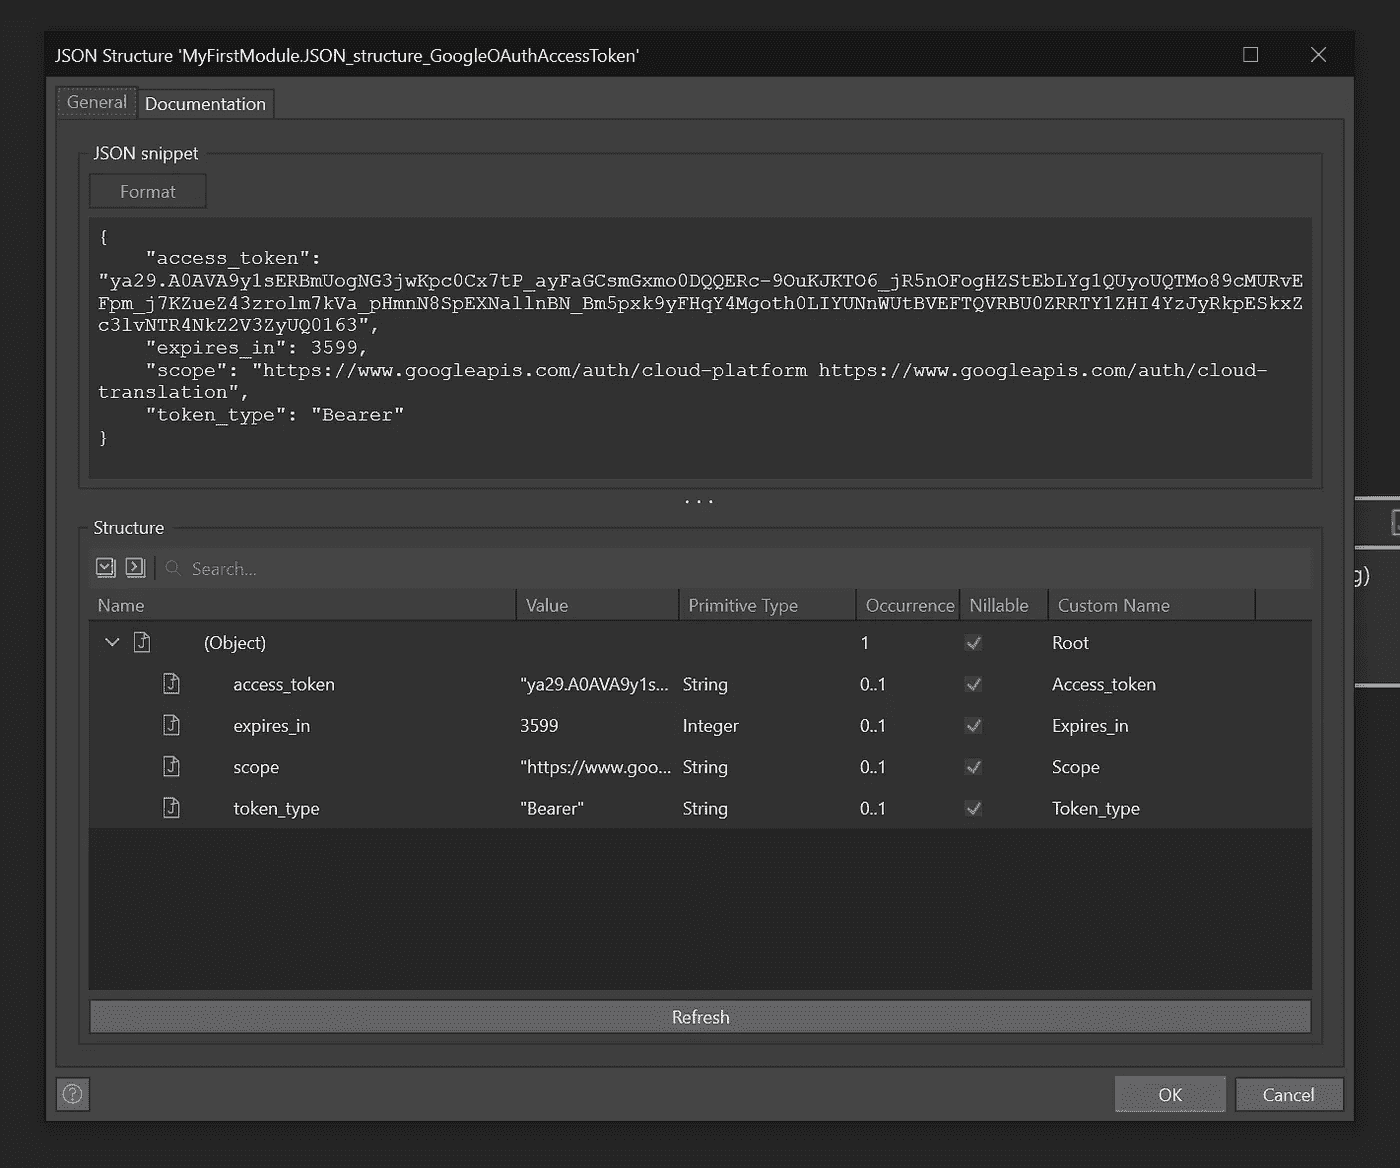 JSON Structure 'MyFirstModule.JSON_structure_GoogleOAuthAccessToken'
General Documentation
JSON snippet
Format
{
"access_token":
"ya29.A0AVA9y1sERBmUogNG3jwKpc0Cx7tP_ayFaGCsmGxmo0DQQERc-9OuKJKTO6_jR5nOFogHZStEbLYg1QUyoUQTMo89cMURvE
Fpm_j7KZueZ43zrolm7kVa_pHmnN8SpEXNallnBN_Bm5pxk9yFHqY4Mgoth0LIYUNnWUtBVEFTQVRBU0ZRRTY1ZHI4YzJyRkpESkxZ
c3lvNTR4NkZ2V3ZyUQ0163",
"expires_in": 3599,
"scope": "https://www.googleapis.com/auth/cloud-platform https://www.googleapis.com/auth/cloud-
translation",
"token_type": "Bearer"
}
...
Structure
Search...
Name Value Primitive Type Occurrence Nillable Custom Name
(Object) 1 Root
access_token "ya29.A0AVA9y1s... String 0..1 Access_token
expires_in 3599 Integer 0..1 Expires_in
scope "https://www.goo... String 0..1 Scope
token_type "Bearer" String 0..1 Token_type
Refresh
OK Cancel
g)